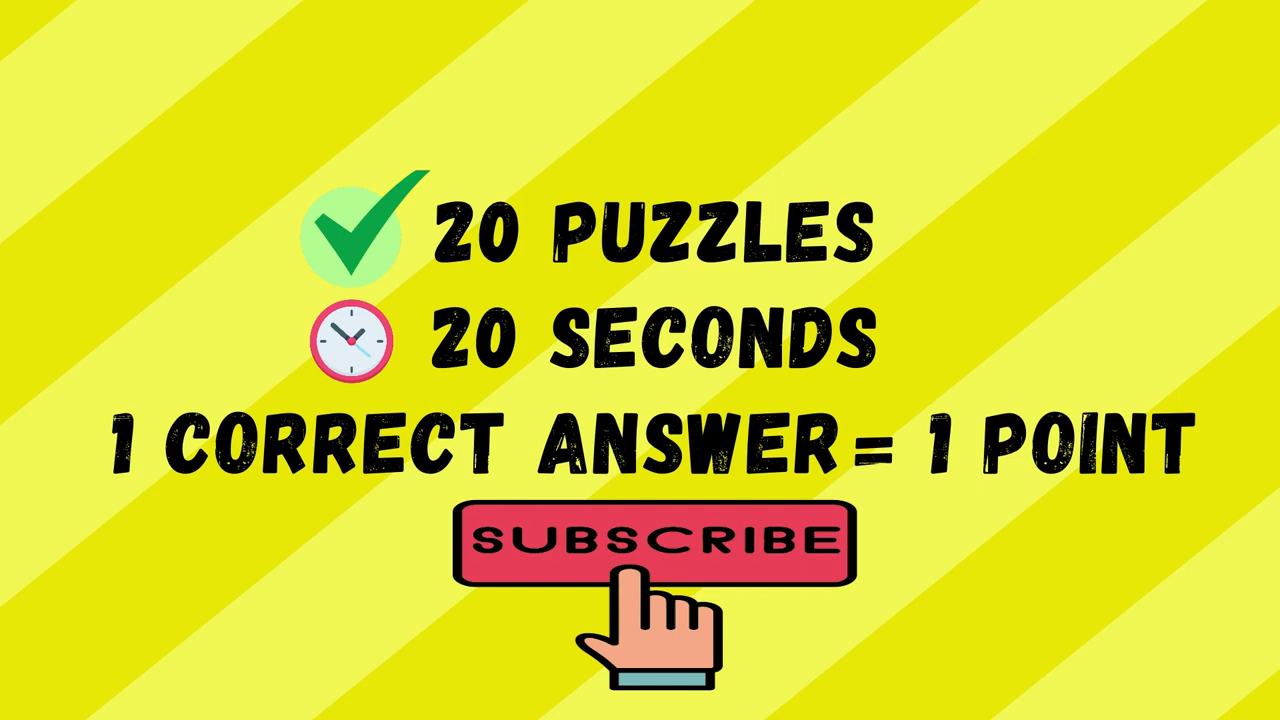 20 PUZZLES
20 SECONDS
1 CORRECT ANSWER = 1 POINT
SUBSCRIBE